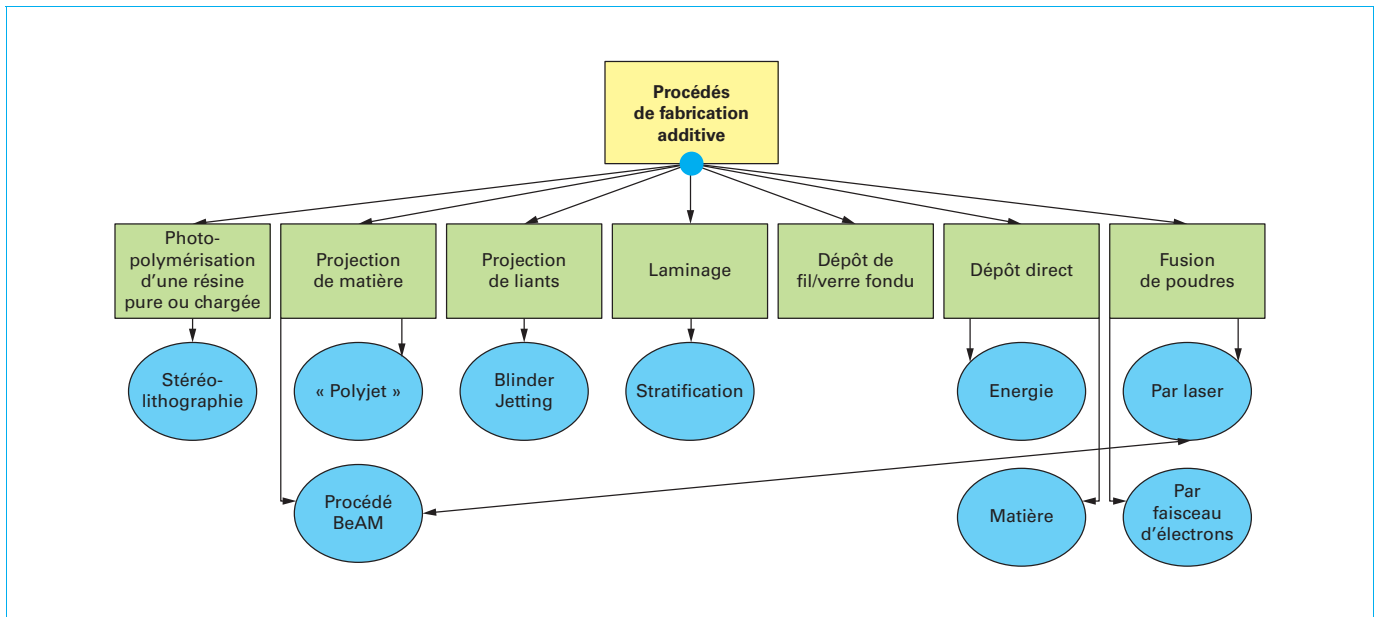 Procédés
de fabrication
additive
Photo-
polymérisation
d'une résine
pure ou chargée
Projection
de matière
Projection
de liants
Laminage
Dépôt de
fil/verre fondu
Dépôt direct
Fusion
de poudres
Stéréo-
lithographie
« Polyjet »
Blinder
Jetting
Stratification
Energie
Par laser
Procédé
BeAM
Matière
Par
faisceau
d'électrons